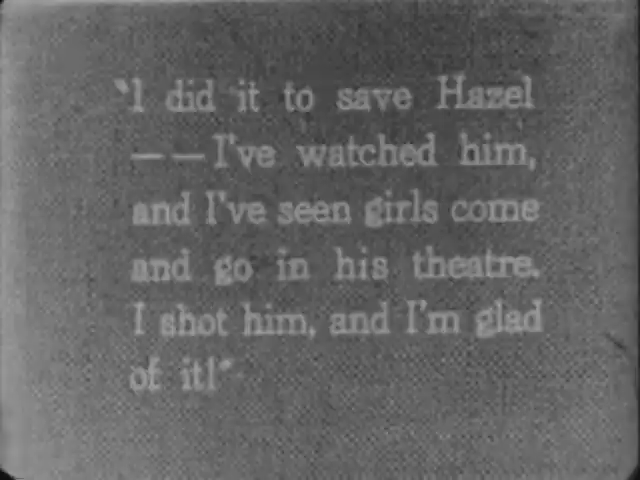 "I did it to save Hazel
——I've watched him,
and I've seen girls come
and go in his theatre.
I shot him, and I'm glad
of it!"